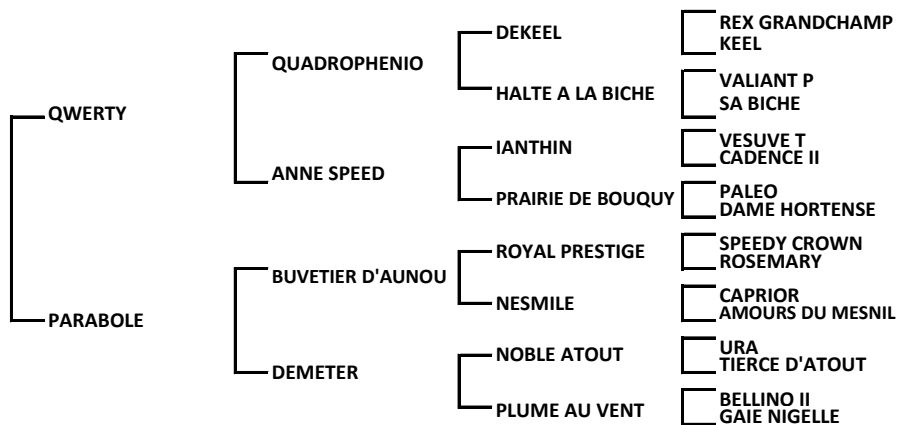 REX GRANDCHAMP
DEKEEL
KEEL
QUADROPHENIO
VALIANT P
HALTE A LA BICHE
SA BICHE
QWERTY
VESUVE T
IANTHIN
CADENCE II
ANNE SPEED
PALEO
PRAIRIE DE BOUQUY
DAME HORTENSE
SPEEDY CROWN
ROYAL PRESTIGE
ROSEMARY
BUVETIER D'AUNOU
CAPRIOR
NESMILE
AMOURS DU MESNIL
PARABOLE
URA
NOBLE ATOUT
TIERCE D'ATOUT
DEMETER
BELLINO II
PLUME AU VENT
GAIE NIGELLE